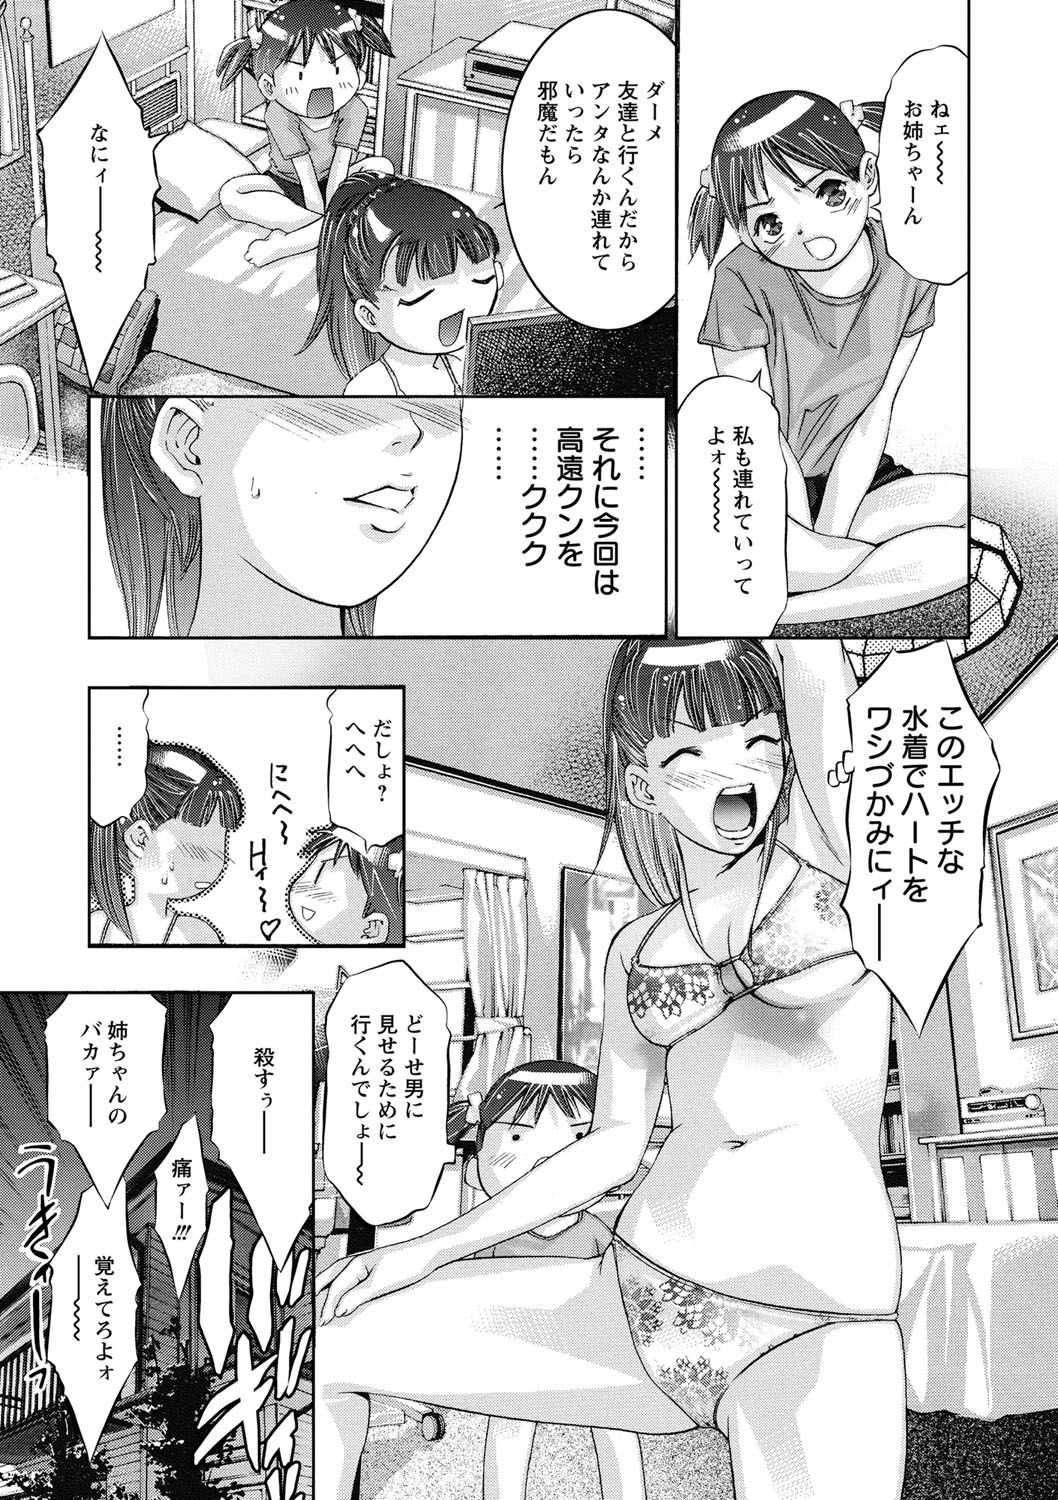 ねェ〜〜〜
お姉ちゃーん
私も連れていって
よォ〜〜〜〜
ダーメ
友達と行くんだから
アンタなんか連れて
いったら
邪魔だもん
なにィ
━━━〜
……
それに今回は
高遠クンを
……ククク
……
このエッチな
水着でハートを
ワシづかみにィ━━
だしょ？
へへへ
にへへ〜
Hィ〜〜♡
……
どーせ男に
見せるために
行くんでしょ━━〜
殺すぅ━━
痛ァー!!!
姉ちゃんの
バカァ━━
覚えてろよォ
━━〜
うきィーっ